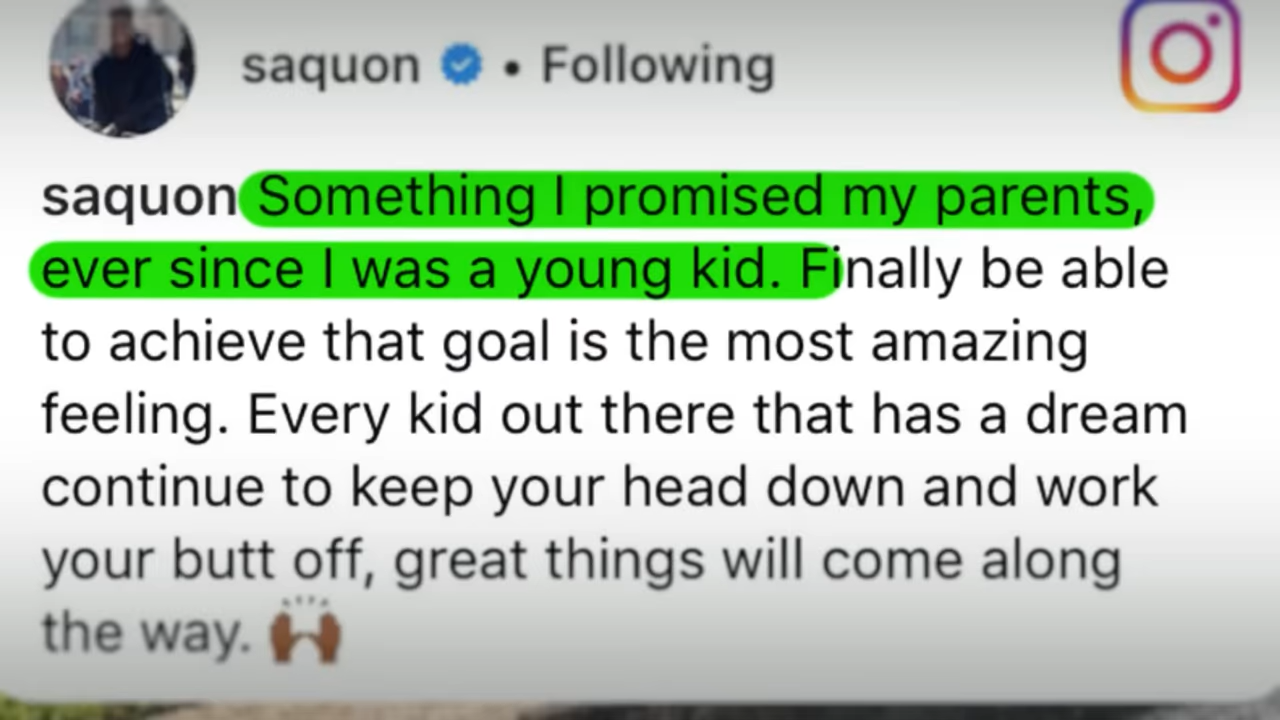 saquon • Following
saquon Something I promised my parents,
ever since I was a young kid. Finally be able
to achieve that goal is the most amazing
feeling. Every kid out there that has a dream
continue to keep your head down and work
your butt off, great things will come along
the way. 🙌🏾